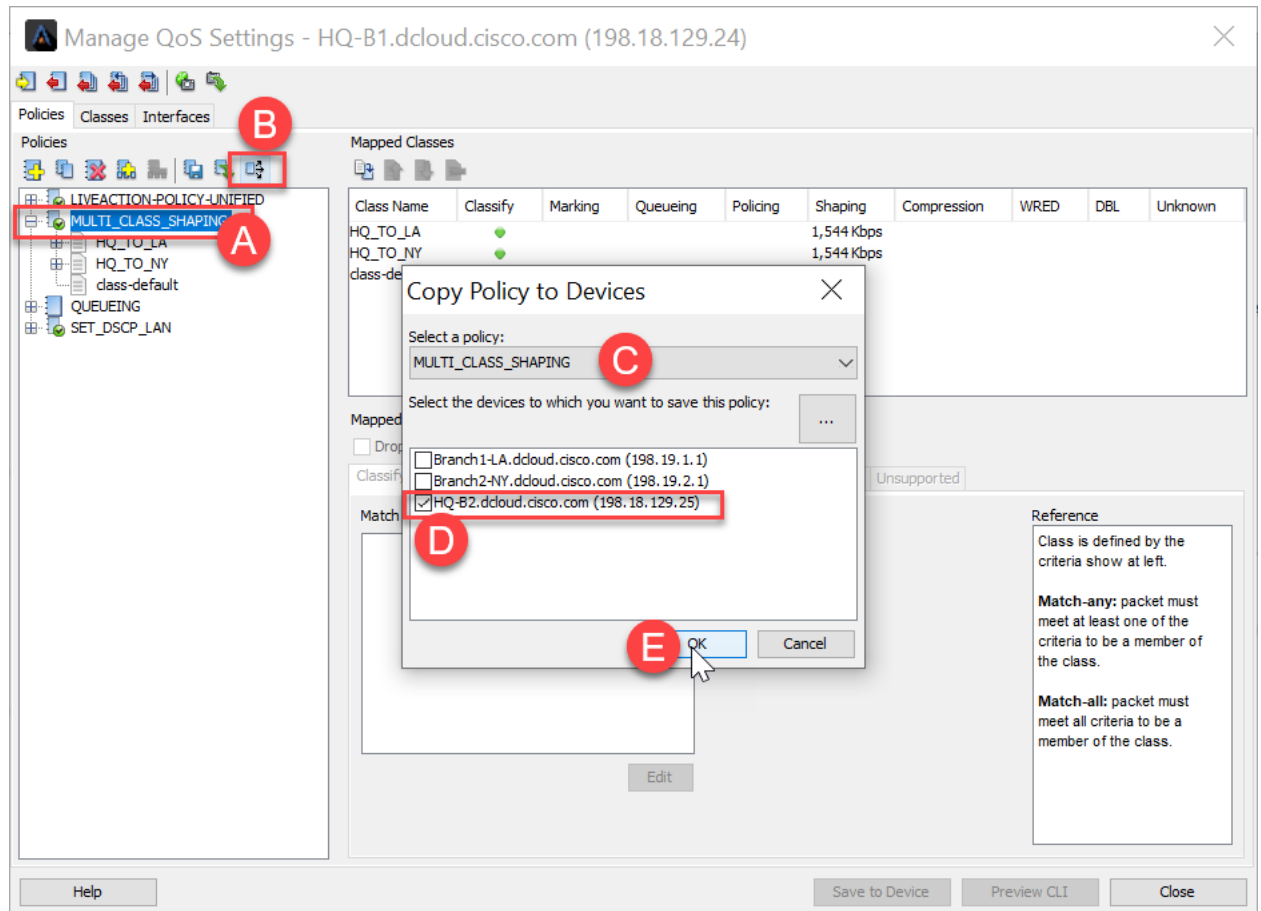 Manage QoS Settings - HQ-B1.dcloud.cisco.com (198.18.129.24)
Policies Classes Interfaces
B
Policies
LIVEACTION-POLICY-UNIFIED
MULTI_CLASS_SHAPING
A
HQ_TO_LA
HQ_TO_NY
class-default
QUEUEING
SET_DSCP_LAN
Mapped Classes
Class Name Classify Marking Queueing Policing Shaping Compression WRED DBL Unknown
HQ_TO_LA 1,544 Kbps
HQ_TO_NY 1,544 Kbps
class-de
Copy Policy to Devices
Select a policy:
MULTI_CLASS_SHAPING
C
Select the devices to which you want to save this policy:
...
Branch1-LA.dcloud.cisco.com (198.19.1.1)
Branch2-NY.dcloud.cisco.com (198.19.2.1)
HQ-B2.dcloud.cisco.com (198.18.129.25)
D
E
OK Cancel
Mapped
Drop
Classify
Unsupported
Match
Edit
Reference
Class is defined by the
criteria show at left.
Match-any: packet must
meet at least one of the
criteria to be a member of
the class.
Match-all: packet must
meet all criteria to be a
member of the class.
Help Save to Device Preview CLI Close